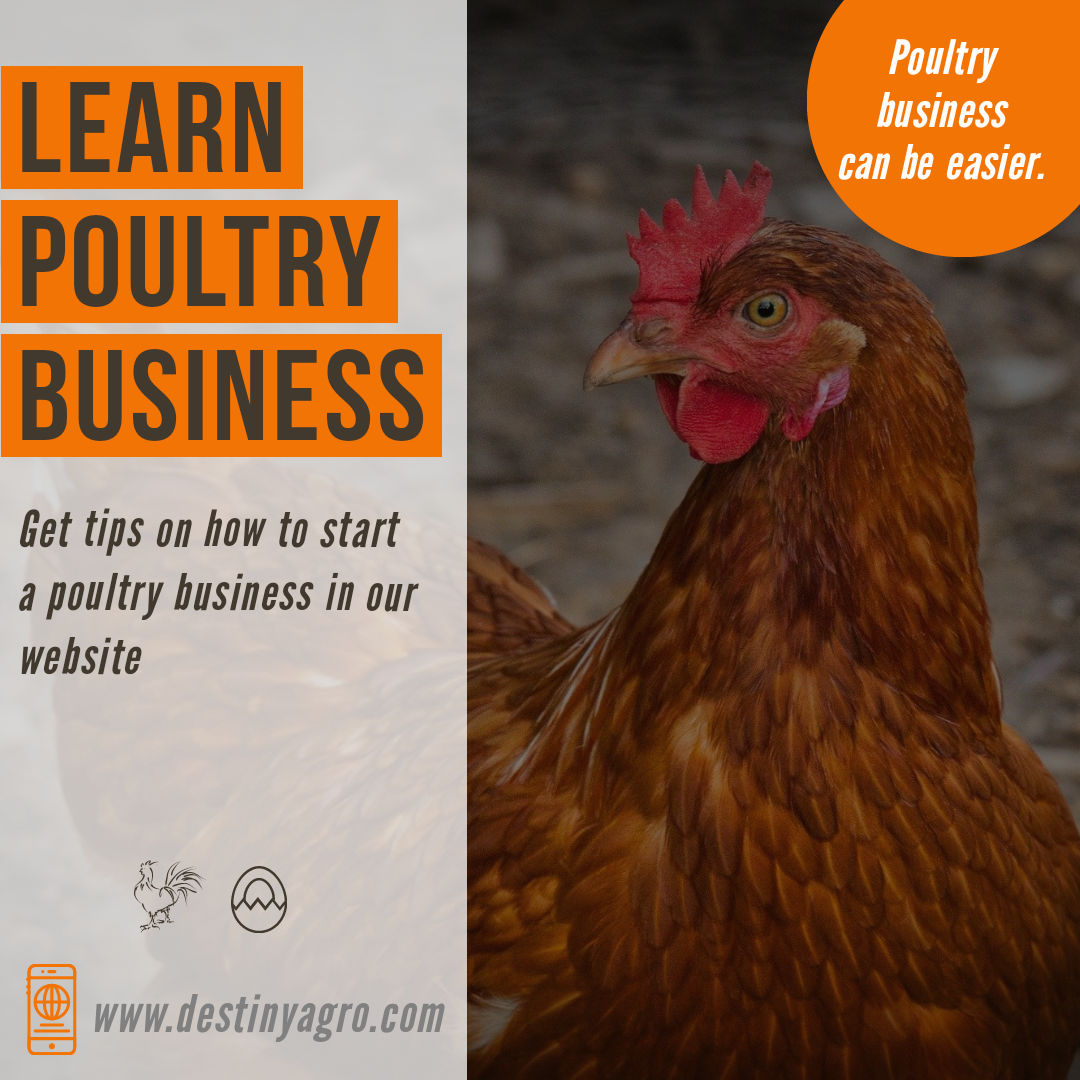 LEARN
POULTRY
BUSINESS
Get tips on how to start
a poultry business in our
website
www.destinyagro.com
Poultry
business
can be easier.